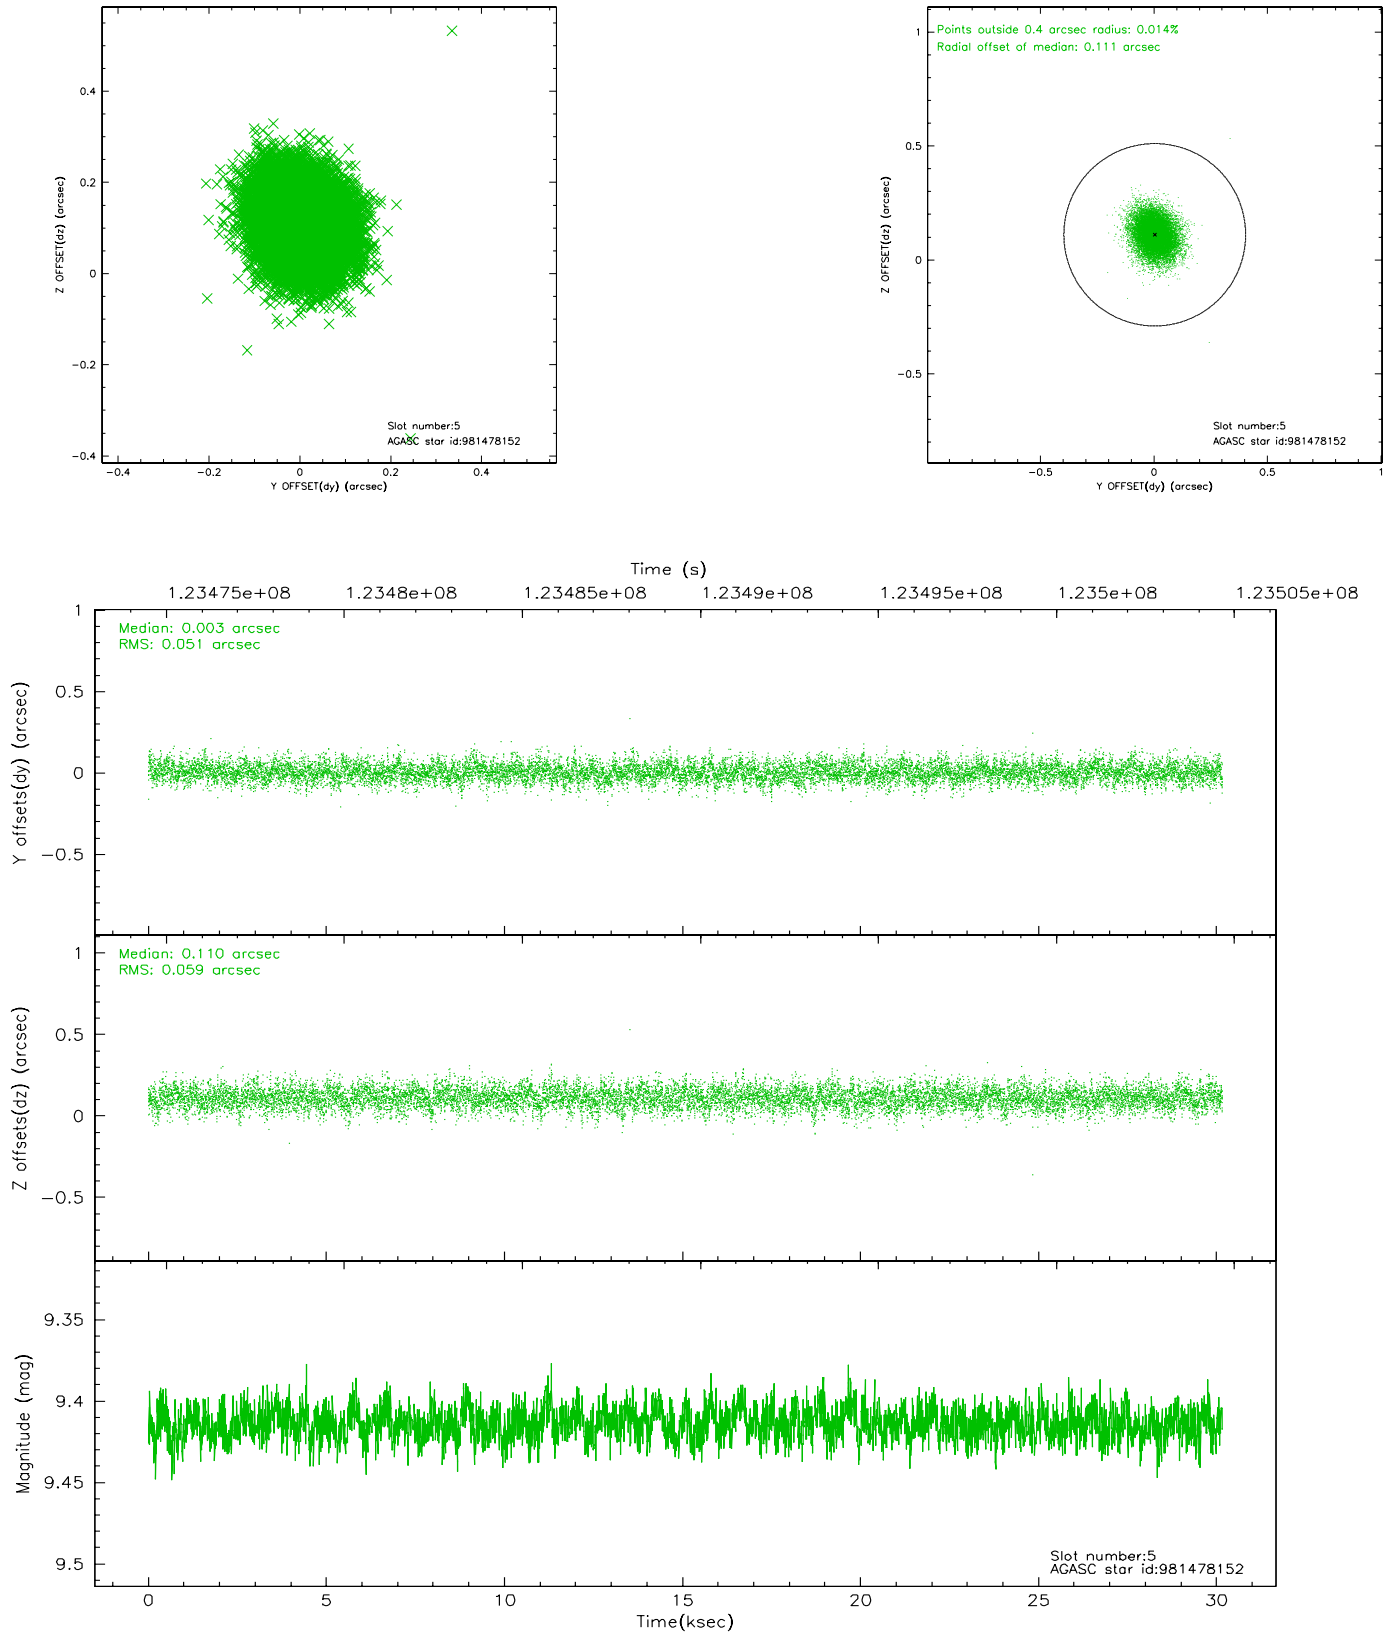 0.4
0.2
0
−0.2
−0.4
Z OFFSET(dz) (arcsec)
−0.4
−0.2
0
0.2
0.4
Y OFFSET(dy) (arcsec)
Slot number:5
AGASC star id:981478152
Points outside 0.4 arcsec radius: 0.014%
Radial offset of median: 0.111 arcsec
1
0.5
0
−0.5
Z OFFSET(dz) (arcsec)
−0.5
0
0.5
1
Y OFFSET(dy) (arcsec)
Slot number:5
AGASC star id:981478152
Time (s)
1.23475e+08
1.2348e+08
1.23485e+08
1.2349e+08
1.23495e+08
1.235e+08
1.23505e+08
Median: 0.003 arcsec
RMS: 0.051 arcsec
1
0.5
0
−0.5
Y offsets(dy) (arcsec)
Median: 0.110 arcsec
RMS: 0.059 arcsec
1
0.5
0
−0.5
Z offsets(dz) (arcsec)
9.35
9.4
9.45
9.5
Magnitude (mag)
Slot number:5
AGASC star id:981478152
0
5
10
15
20
25
30
Time(ksec)